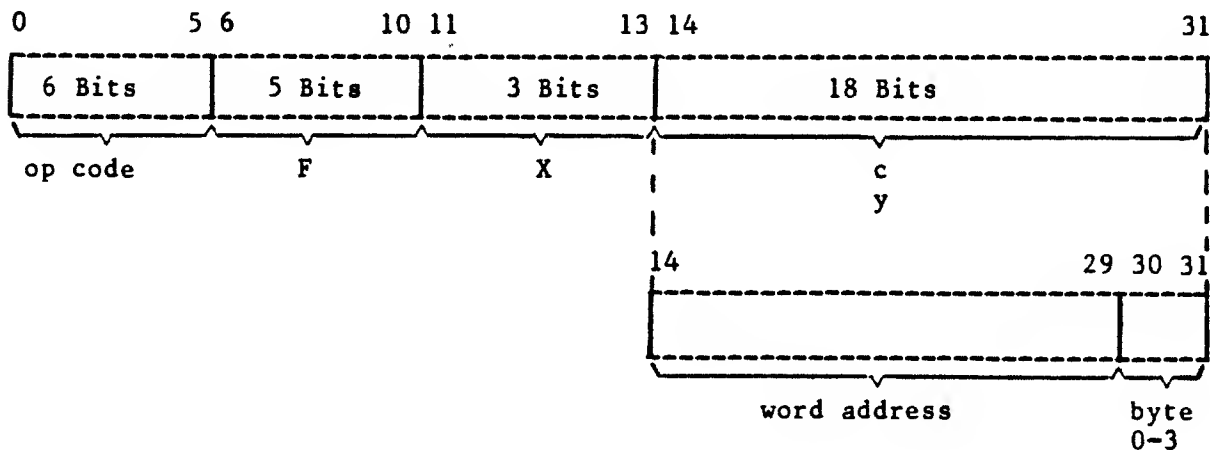 0 5 6 10 11 13 14 31
6 Bits 5 Bits 3 Bits 18 Bits
op code F X c
y
14 29 30 31
word address byte
0-3